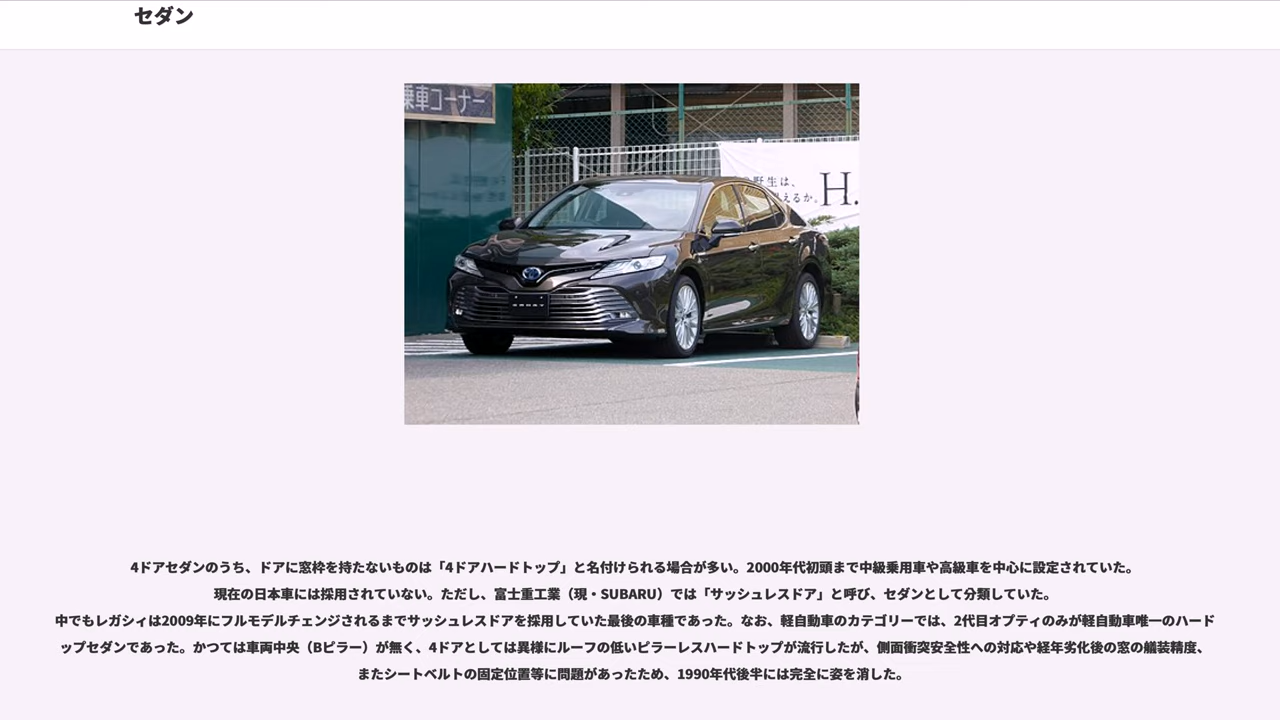 セダン
乗車コーナー
野生は、
えるか。
H.
4ドアセダンのうち、ドアに窓枠を持たないものは「4ドアハードトップ」と名付けられる場合が多い。2000年代初頭まで中級乗用車や高級車を中心に設定されていた。
現在の日本車には採用されていない。ただし、富士重工業（現・SUBARU）では「サッシュレスドア」と呼び、セダンとして分類していた。
中でもレガシィは2009年にフルモデルチェンジされるまでサッシュレスドアを採用していた最後の車種であった。なお、軽自動車のカテゴリーでは、2代目オプティのみが軽自動車唯一のハード
ップセダンであった。かつては車両中央（Bピラー）が無く、4ドアとしては異様にルーフの低いピラーレスハードトップが流行したが、側面衝突安全性への対応や経年劣化後の窓の艤装精度、
またシートベルトの固定位置等に問題があったため、1990年代後半には完全に姿を消した。